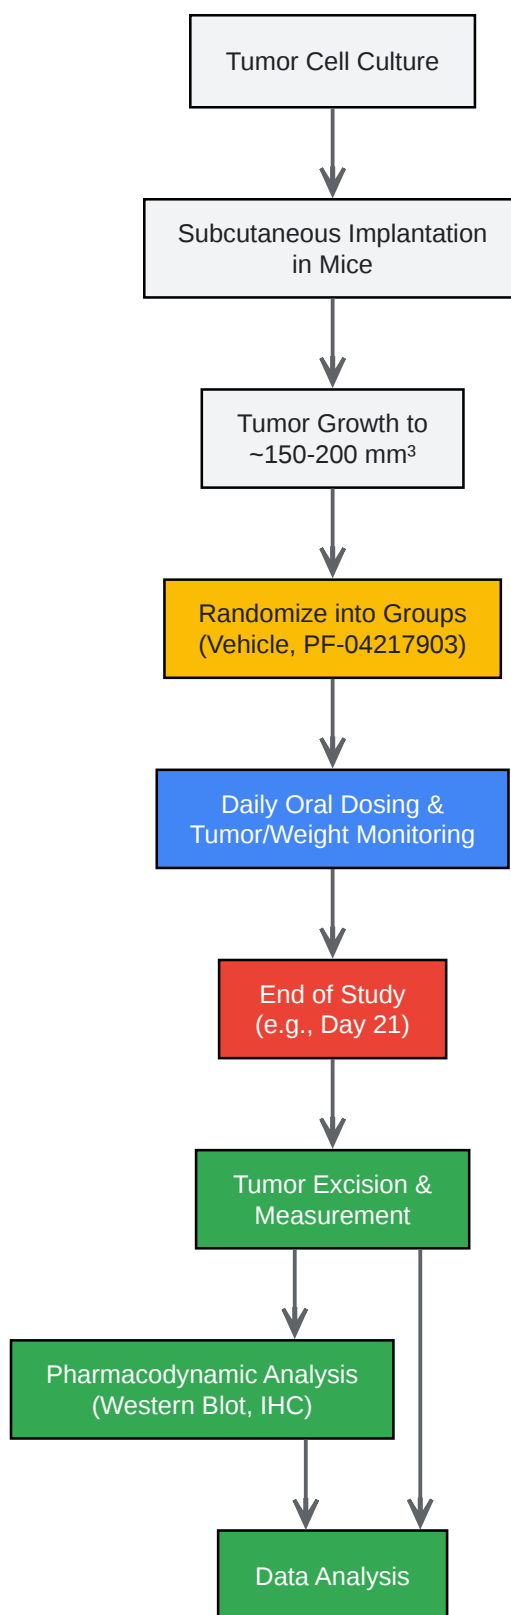 Tumor Cell Culture
Subcutaneous Implantation
in Mice
Tumor Growth to
~150-200 mm³
Randomize into Groups
(Vehicle, PF-04217903)
Daily Oral Dosing &
Tumor/Weight Monitoring
End of Study
(e.g., Day 21)
Tumor Excision &
Measurement
Pharmacodynamic Analysis
(Western Blot, IHC)
Data Analysis